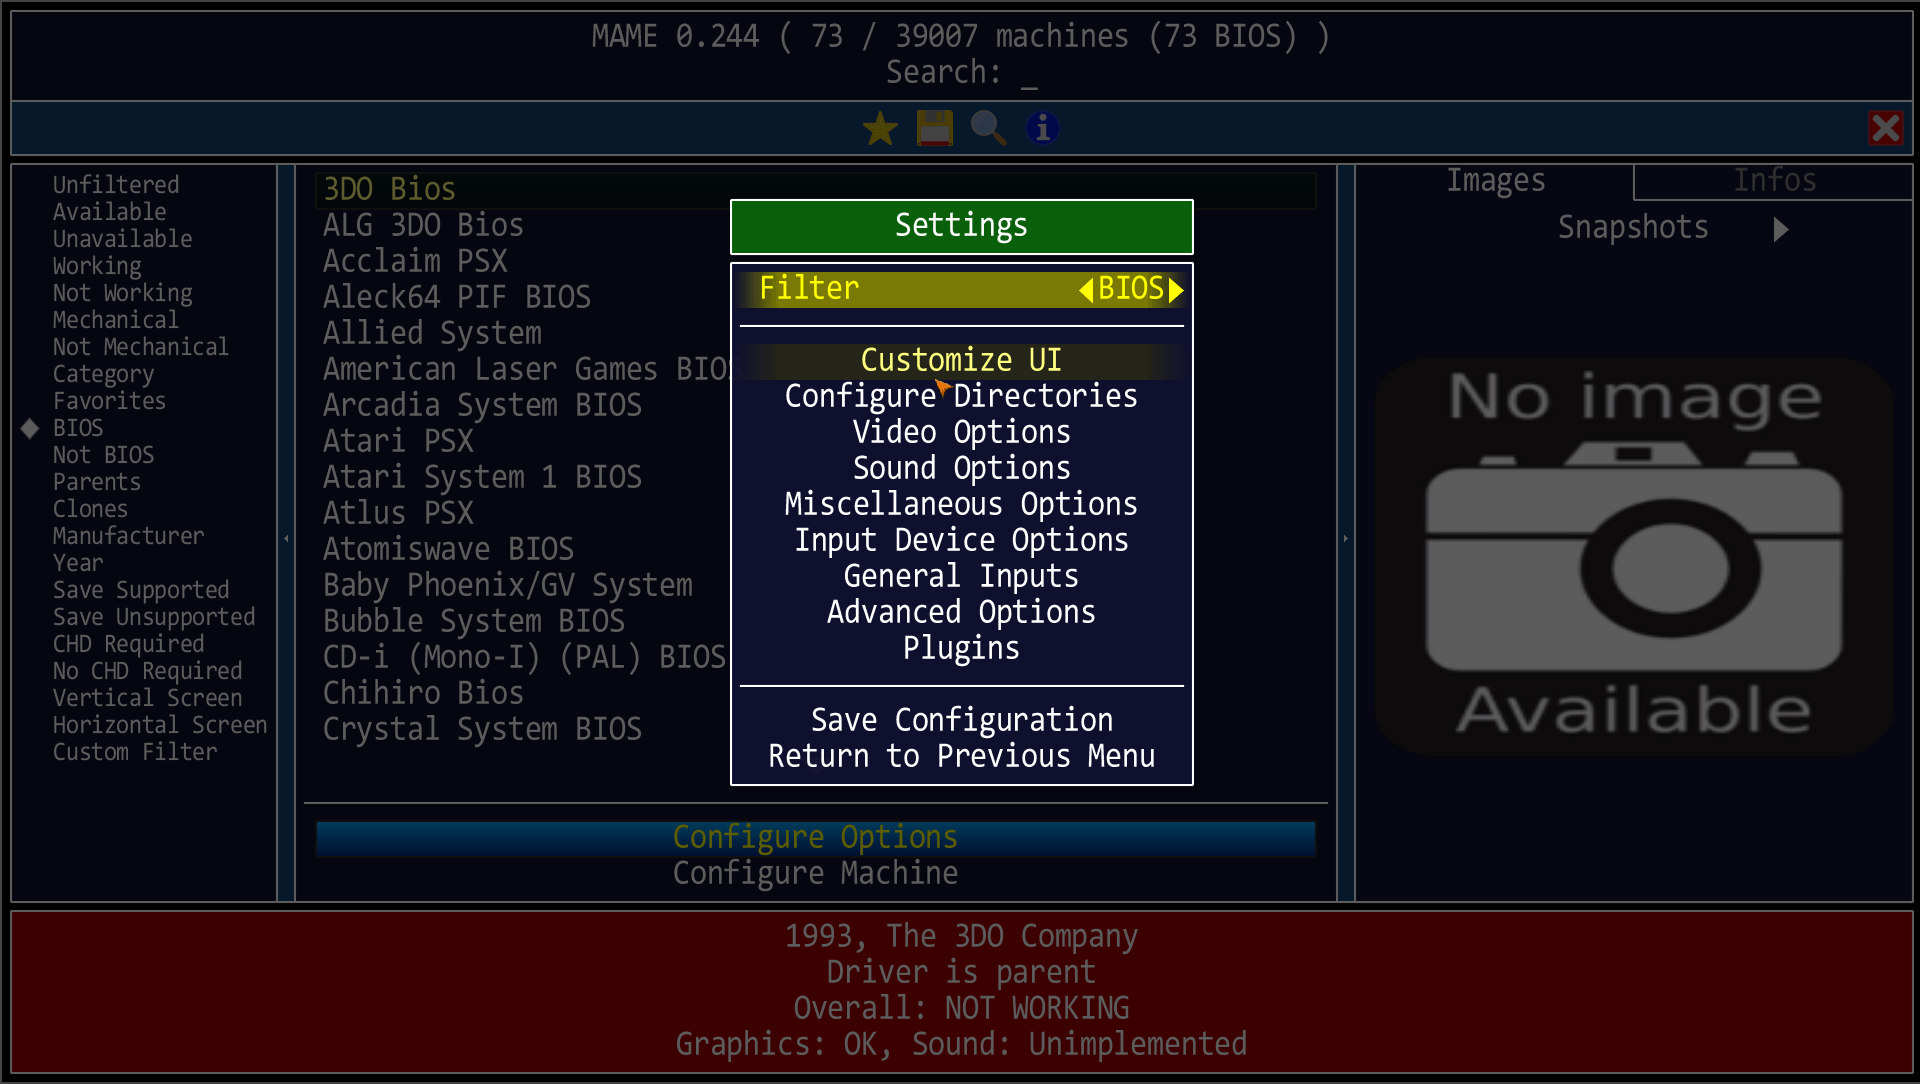 MAME 0.244 ( 73 / 39007 machines (73 BIOS) )
Search: _
Unfiltered
Available
Unavailable
Working
Not Working
Mechanical
Not Mechanical
Category
Favorites
BIOS
Not BIOS
Parents
Clones
Manufacturer
Year
Save Supported
Save Unsupported
CHD Required
No CHD Required
Vertical Screen
Horizontal Screen
Custom Filter
3DO Bios
ALG 3DO Bios
Acclaim PSX
Aleck64 PIF BIOS
Allied System
American Laser Games BIOS
Arcadia System BIOS
Atari PSX
Atari System 1 BIOS
Atlus PSX
Atomiswave BIOS
Baby Phoenix/GV System
Bubble System BIOS
CD-i (Mono-I) (PAL) BIOS
Chihiro Bios
Crystal System BIOS
Configure Options
Configure Machine
Settings
Filter BIOS
Customize UI
Configure Directories
Video Options
Sound Options
Miscellaneous Options
Input Device Options
General Inputs
Advanced Options
Plugins
Save Configuration
Return to Previous Menu
Images Infos
Snapshots
No image
Available
1993, The 3DO Company
Driver is parent
Overall: NOT WORKING
Graphics: OK, Sound: Unimplemented